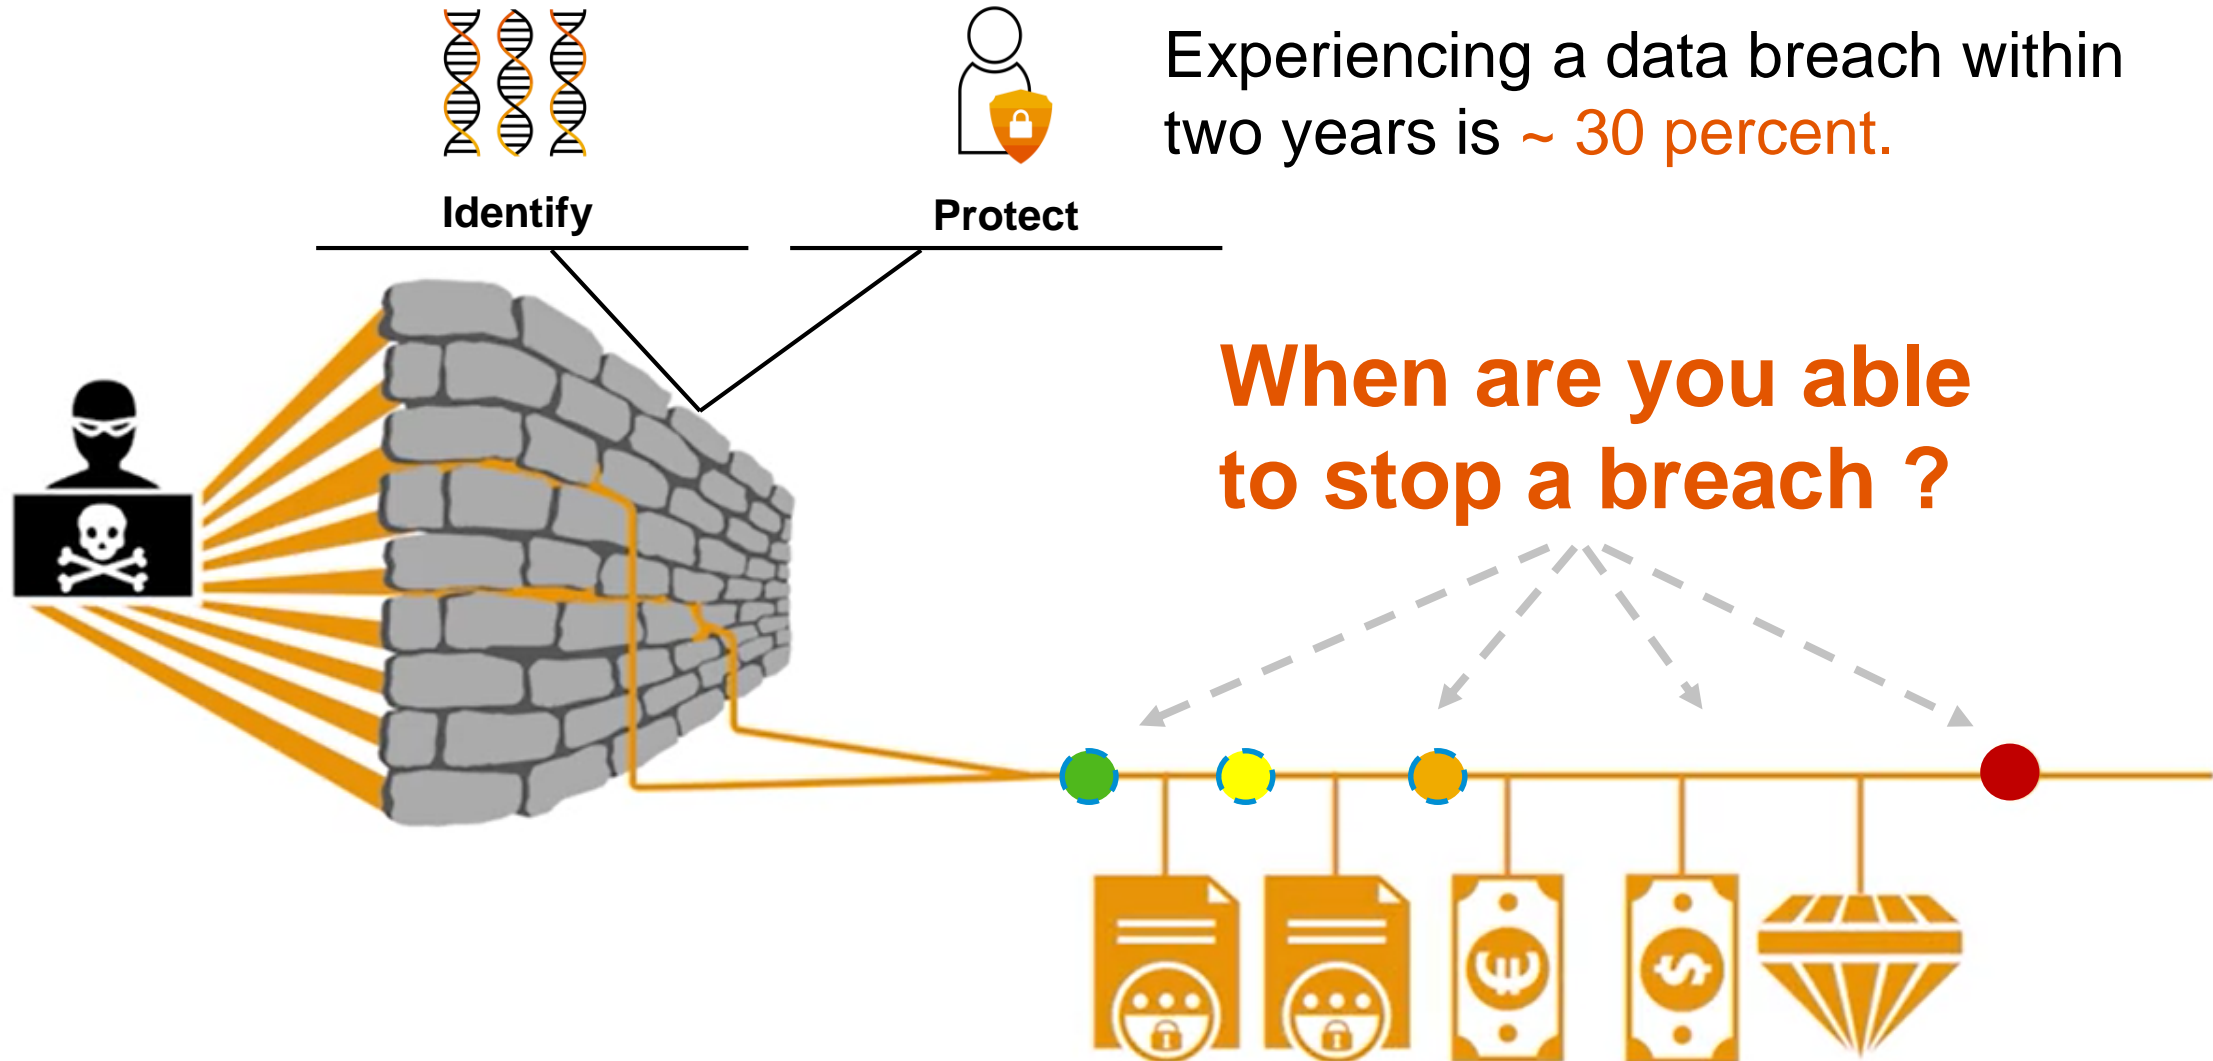 Experiencing a data breach within
two years is ~ 30 percent.
Identify
Protect
When are you able
to stop a breach ?
€
$